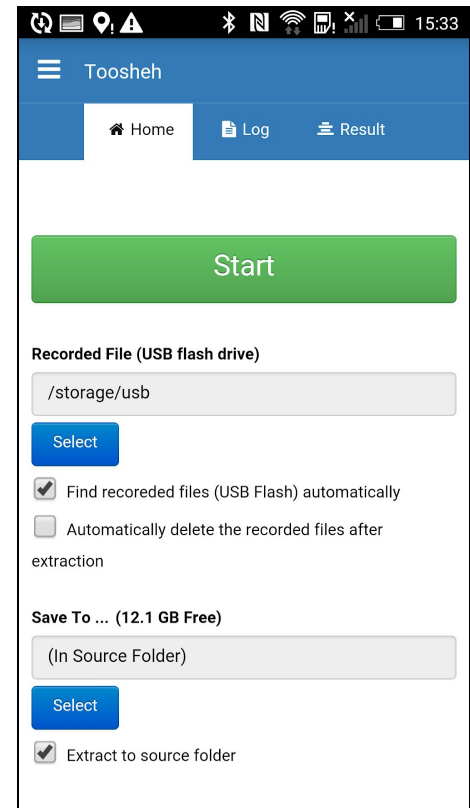 15:33
Toosheh
Home Log Result
Start
Recorded File (USB flash drive)
/storage/usb
Select
Find recoreded files (USB Flash) automatically
Automatically delete the recorded files after
extraction
Save To ... (12.1 GB Free)
(In Source Folder)
Select
Extract to source folder